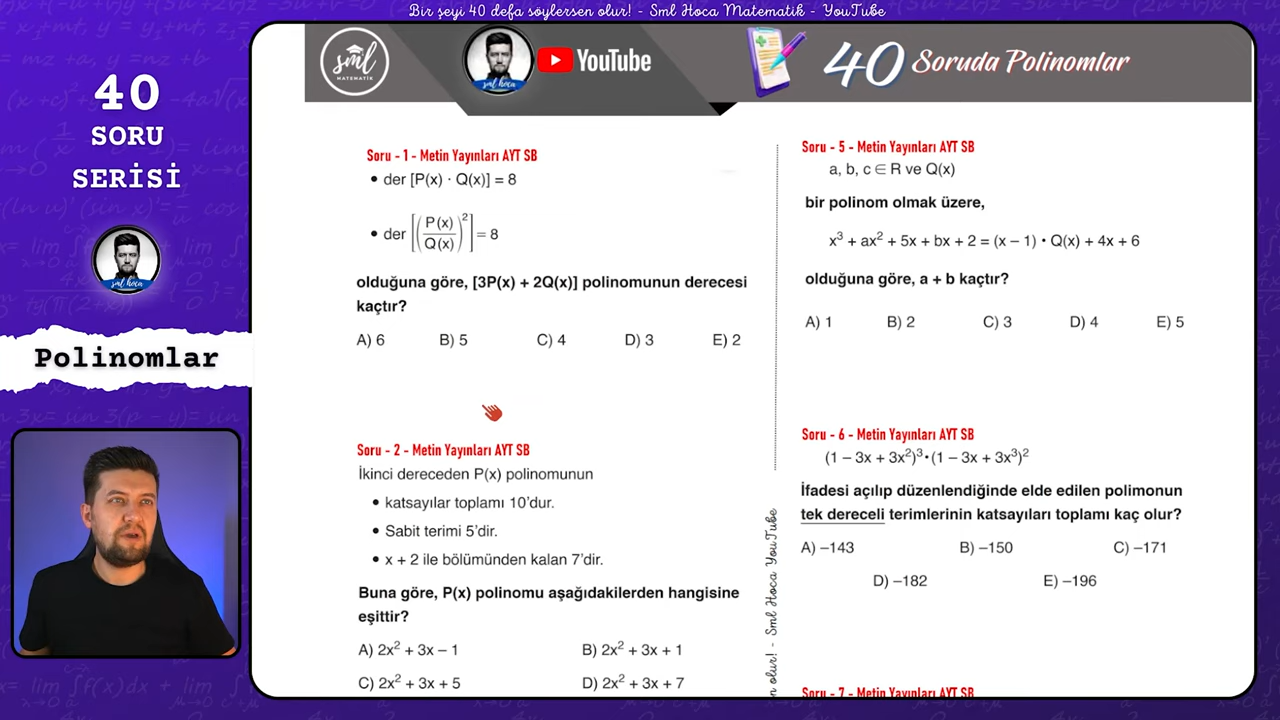 Bir şeyi 40 defa söylersen olur! - Sml Hoca Matematik - YouTube
40
SORU
SERİSİ
sml hoca
Polinomlar
sml
MATEMATİK
sml hoca
YouTube
40 Soruda Polinomlar
Soru - 1 - Metin Yayınları AYT SB
• der [P(x) · Q(x)] = 8
• der [(P(x)/Q(x))²] = 8
olduğuna göre, [3P(x) + 2Q(x)] polinomunun derecesi
kaçtır?
A) 6 B) 5 C) 4 D) 3 E) 2
Soru - 2 - Metin Yayınları AYT SB
İkinci dereceden P(x) polinomunun
• katsayılar toplamı 10'dur.
• Sabit terimi 5'dir.
• x + 2 ile bölümünden kalan 7'dir.
Buna göre, P(x) polinomu aşağıdakilerden hangisine
eşittir?
A) 2x² + 3x – 1 B) 2x² + 3x + 1
C) 2x² + 3x + 5 D) 2x² + 3x + 7
n olur! - Sml Hoca YouTube
Soru - 5 - Metin Yayınları AYT SB
a, b, c ∈ R ve Q(x)
bir polinom olmak üzere,
x³ + ax² + 5x + bx + 2 = (x – 1) • Q(x) + 4x + 6
olduğuna göre, a + b kaçtır?
A) 1 B) 2 C) 3 D) 4 E) 5
Soru - 6 - Metin Yayınları AYT SB
(1 – 3x + 3x²)³•(1 – 3x + 3x³)²
İfadesi açılıp düzenlendiğinde elde edilen polimonun
tek dereceli terimlerinin katsayıları toplamı kaç olur?
A) –143 B) –150 C) –171
D) –182 E) –196
Soru - 7 - Metin Yayınları AYT SB